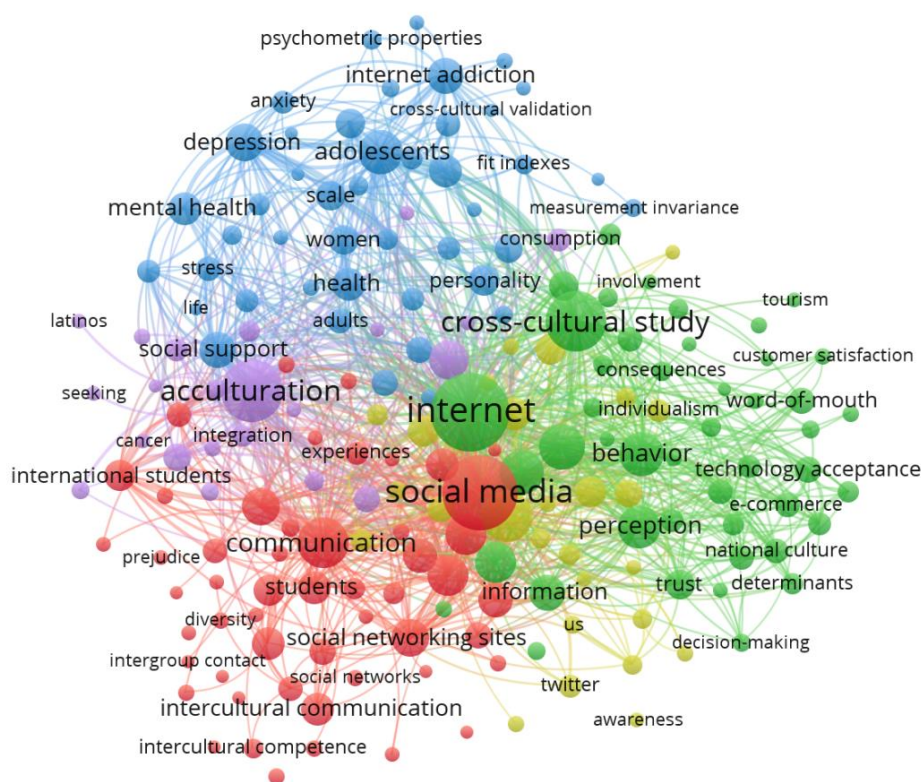 psychometric properties
internet addiction
anxiety
cross-cultural validation
depression
adolescents
fit indexes
mental health
scale
measurement invariance
women
consumption
stress
health
personality
involvement
life
tourism
latinos
adults
cross-cultural study
social support
customer satisfaction
consequences
seeking
acculturation
word-of-mouth
internet
individualism
cancer
integration
experiences
behavior
international students
technology acceptance
social media
e-commerce
perception
communication
prejudice
national culture
students
information
trust
determinants
diversity
us
social networking sites
decision-making
intergroup contact
social networks
twitter
intercultural communication
awareness
intercultural competence